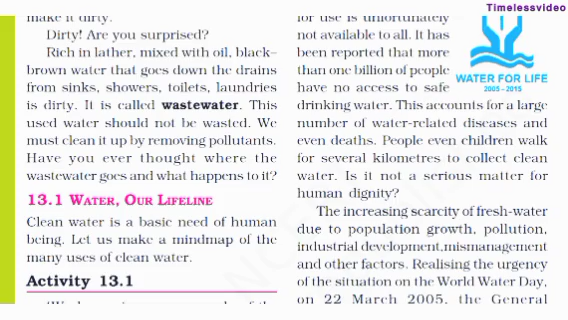 Timelessvideo
make it dirty.
Dirty! Are you surprised?
Rich in lather, mixed with oil, black–
brown water that goes down the drains
from sinks, showers, toilets, laundries
is dirty. It is called wastewater. This
used water should not be wasted. We
must clean it up by removing pollutants.
Have you ever thought where the
wastewater goes and what happens to it?
13.1 WATER, OUR LIFELINE
Clean water is a basic need of human
being. Let us make a mindmap of the
many uses of clean water.
Activity 13.1
for use is unfortunately
not available to all. It has
been reported that more
than one billion of people
have no access to safe
drinking water. This accounts for a large
number of water-related diseases and
even deaths. People even children walk
for several kilometres to collect clean
water. Is it not a serious matter for
human dignity?
The increasing scarcity of fresh-water
due to population growth, pollution,
industrial development,mismanagement
and other factors. Realising the urgency
of the situation on the World Water Day,
on 22 March 2005, the General
WATER FOR LIFE
2005 - 2015